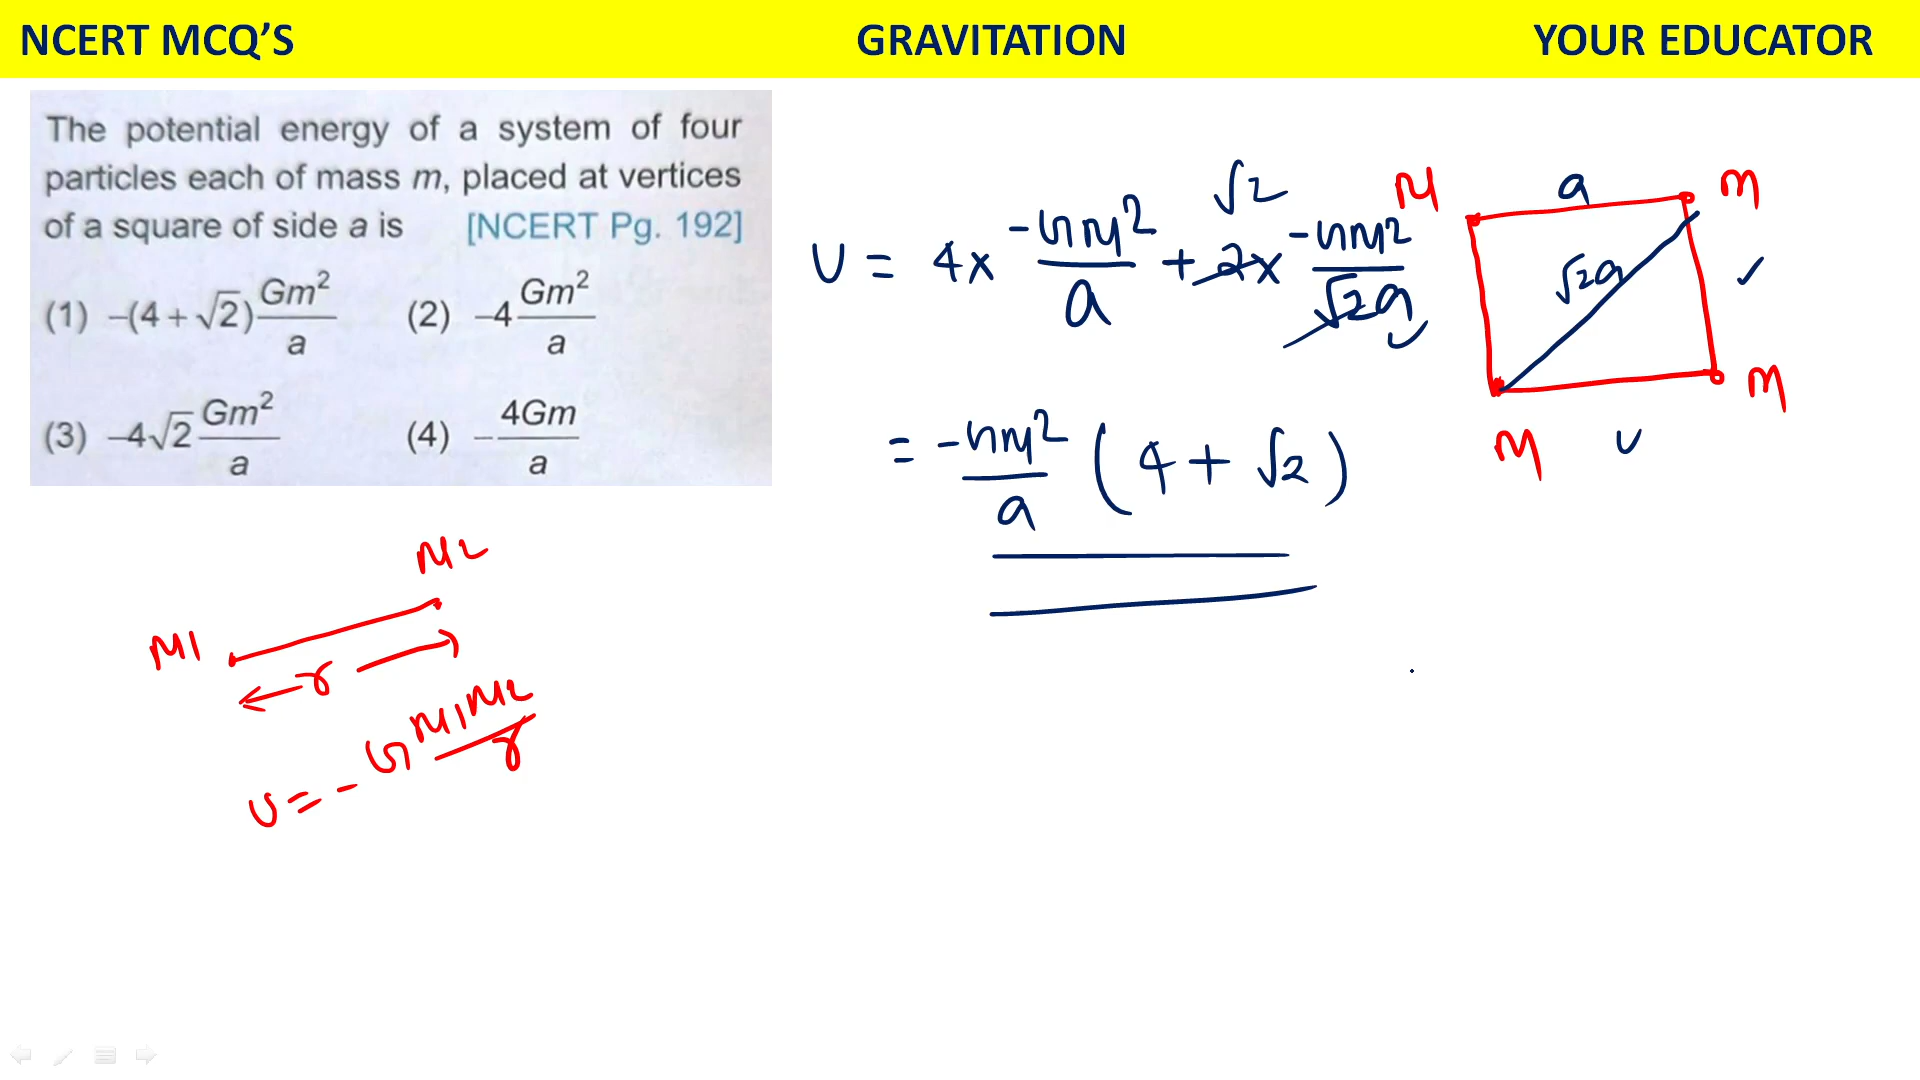 NCERT MCQ'S GRAVITATION YOUR EDUCATOR
The potential energy of a system of four
particles each of mass m, placed at vertices
of a square of side a is [NCERT Pg. 192]
(1) –(4 + √2) Gm²/a (2) –4 Gm²/a
(3) –4√2 Gm²/a (4) – 4Gm/a
U = 4x -Gm²/a + 2x √2 -Gm²/√2a
= -Gm²/a (4 + √2)
M a m
√2a
m m
M1 M2
r
U = - G M1M2/r